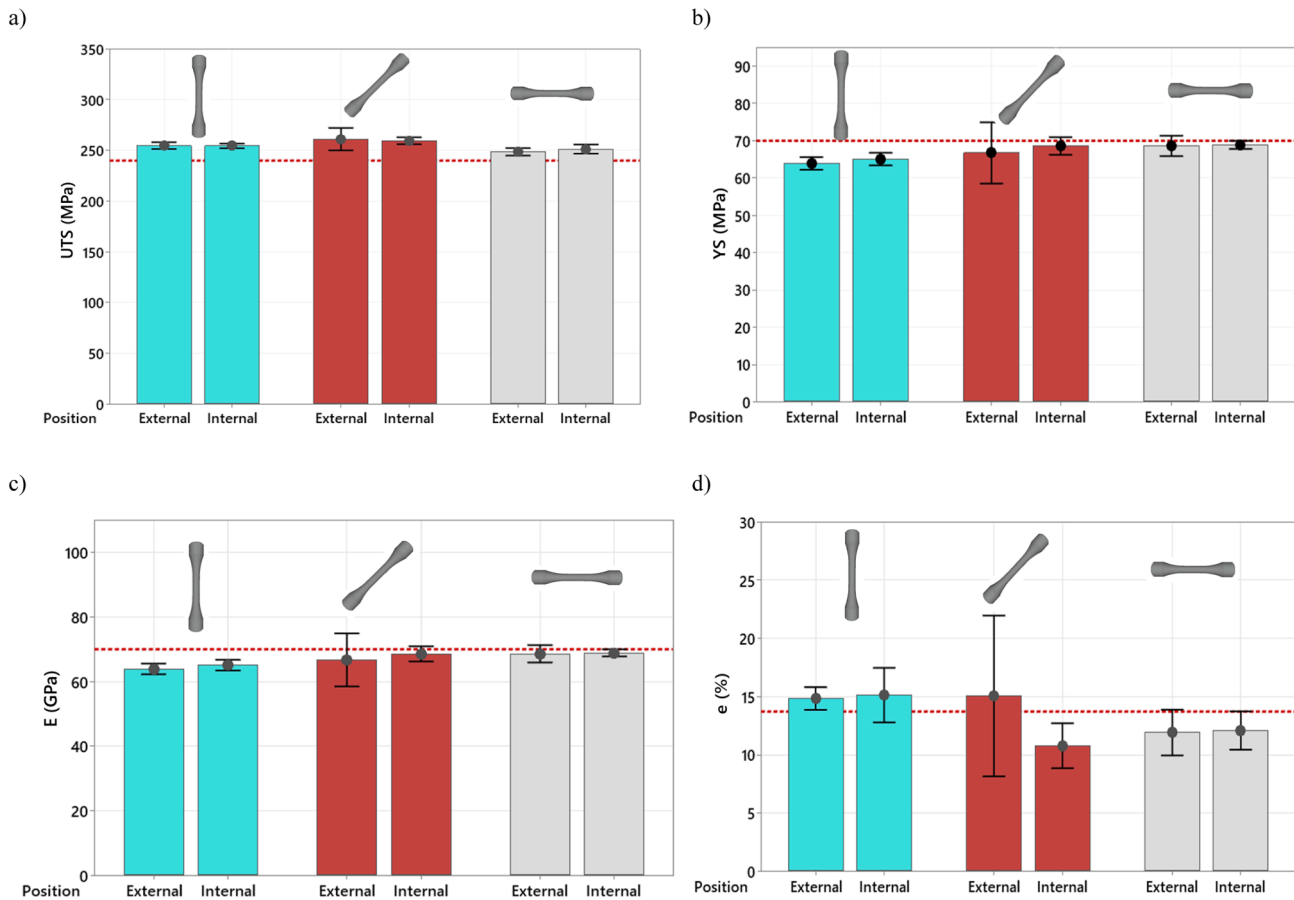 a)
350
300
250
200
150
100
50
0
UTS (MPa)
Position External Internal External Internal External Internal
b)
90
80
70
60
50
40
30
20
10
0
YS (MPa)
Position External Internal External Internal External Internal
c)
100
80
60
40
20
0
E (GPa)
Position External Internal External Internal External Internal
d)
30
25
20
15
10
5
0
e (%)
Position External Internal External Internal External Internal